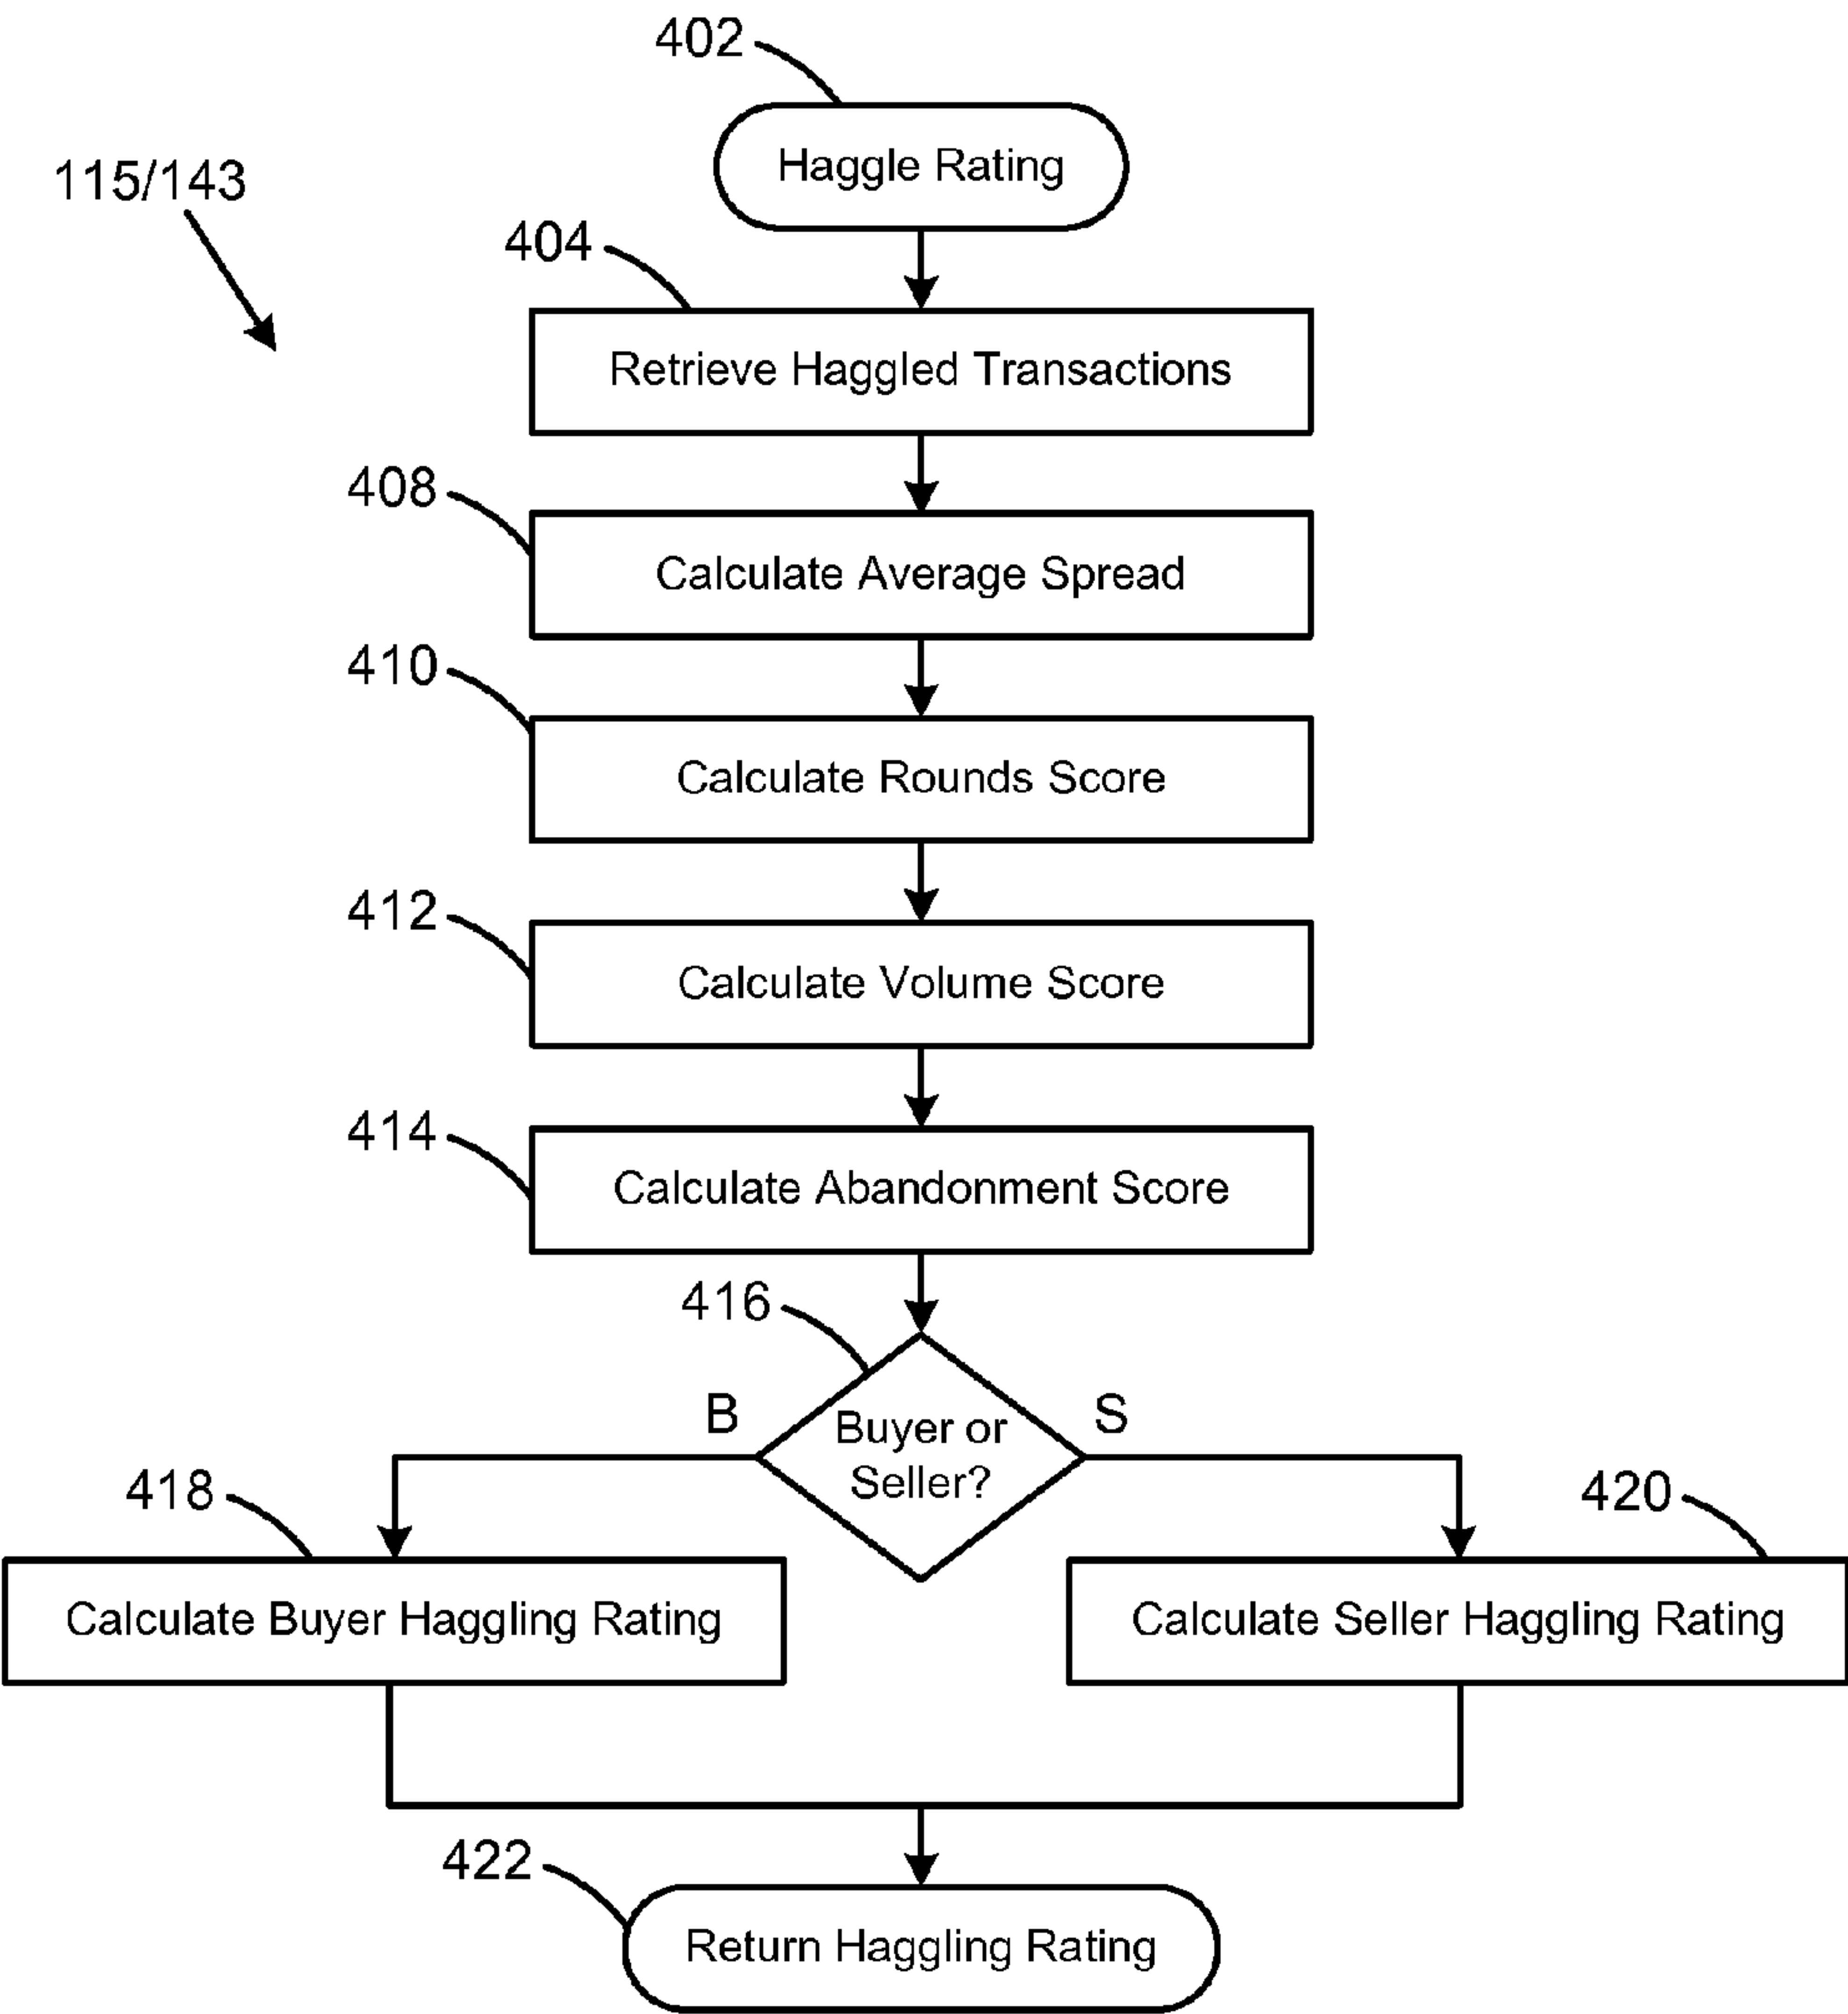 402
Haggle Rating
115/143
404
Retrieve Haggled Transactions
408
Calculate Average Spread
410
Calculate Rounds Score
412
Calculate Volume Score
414
Calculate Abandonment Score
416
B
Buyer or
Seller?
S
418
Calculate Buyer Haggling Rating
420
Calculate Seller Haggling Rating
422
Return Haggling Rating